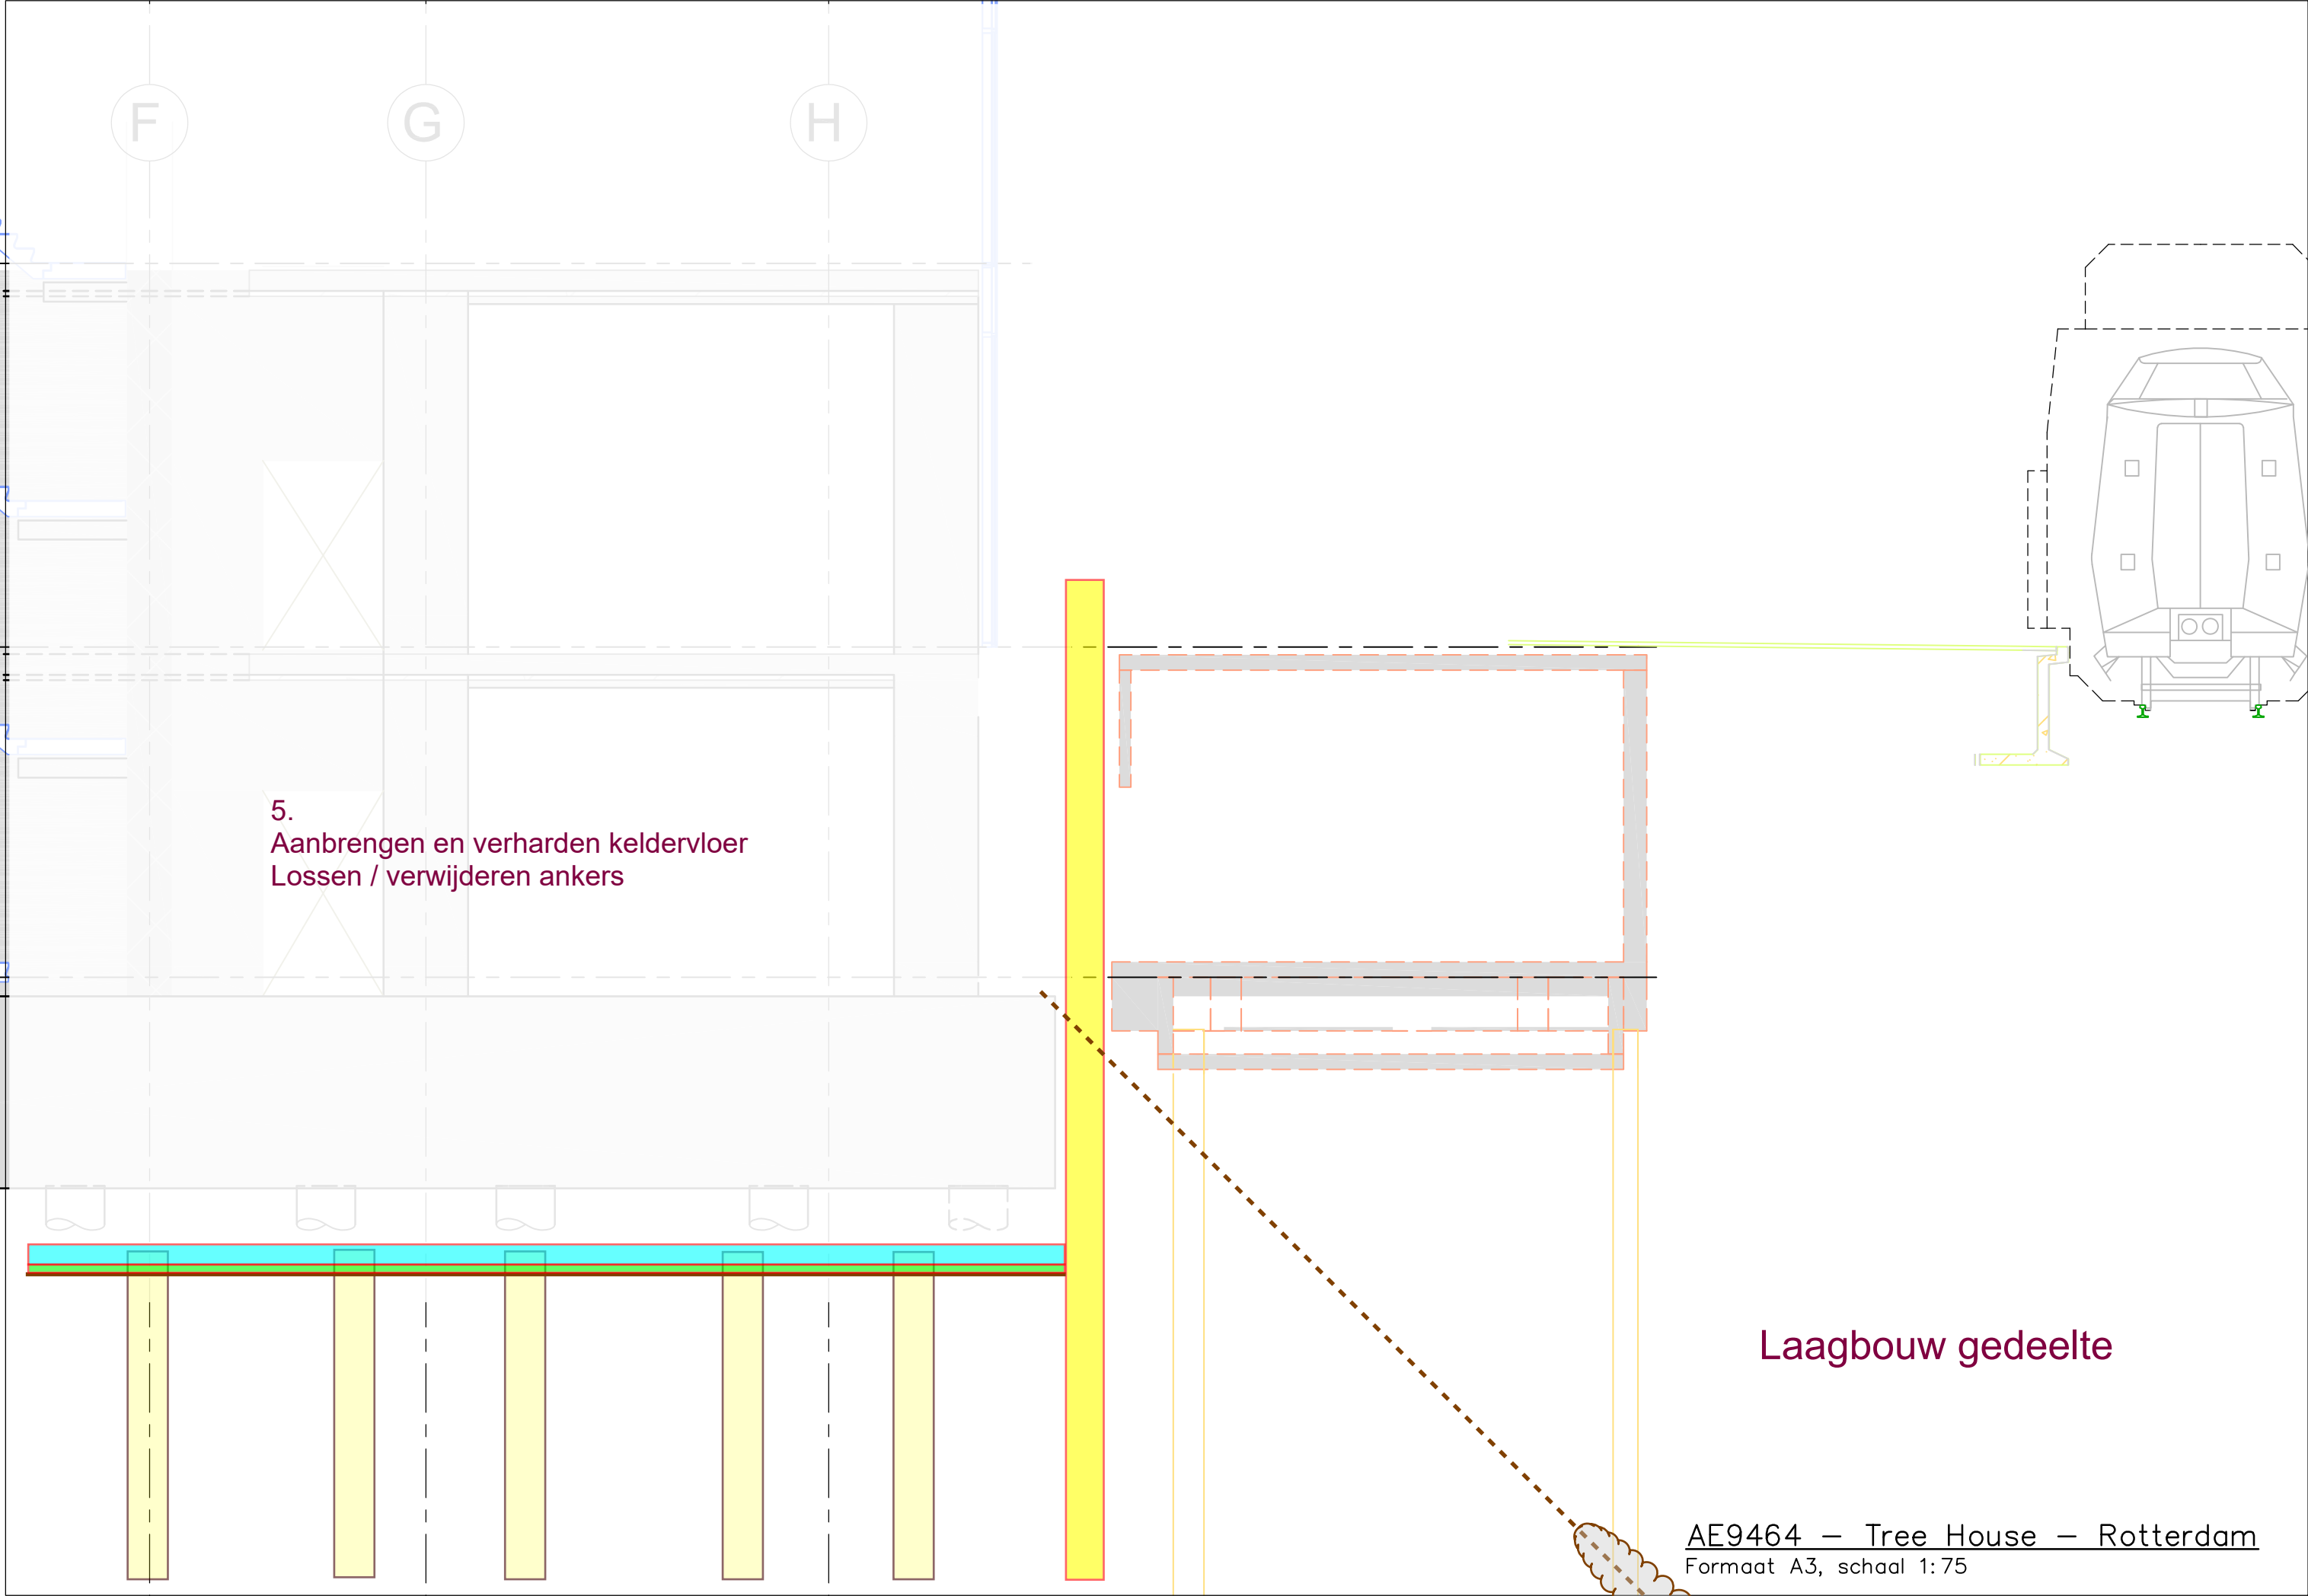 F
G
H
5.
Aanbrengen en verharden keldervloer
Lossen / verwijderen ankers
Laagbouw gedeelte
AE9464 – Tree House – Rotterdam
Formaat A3, schaal 1:75